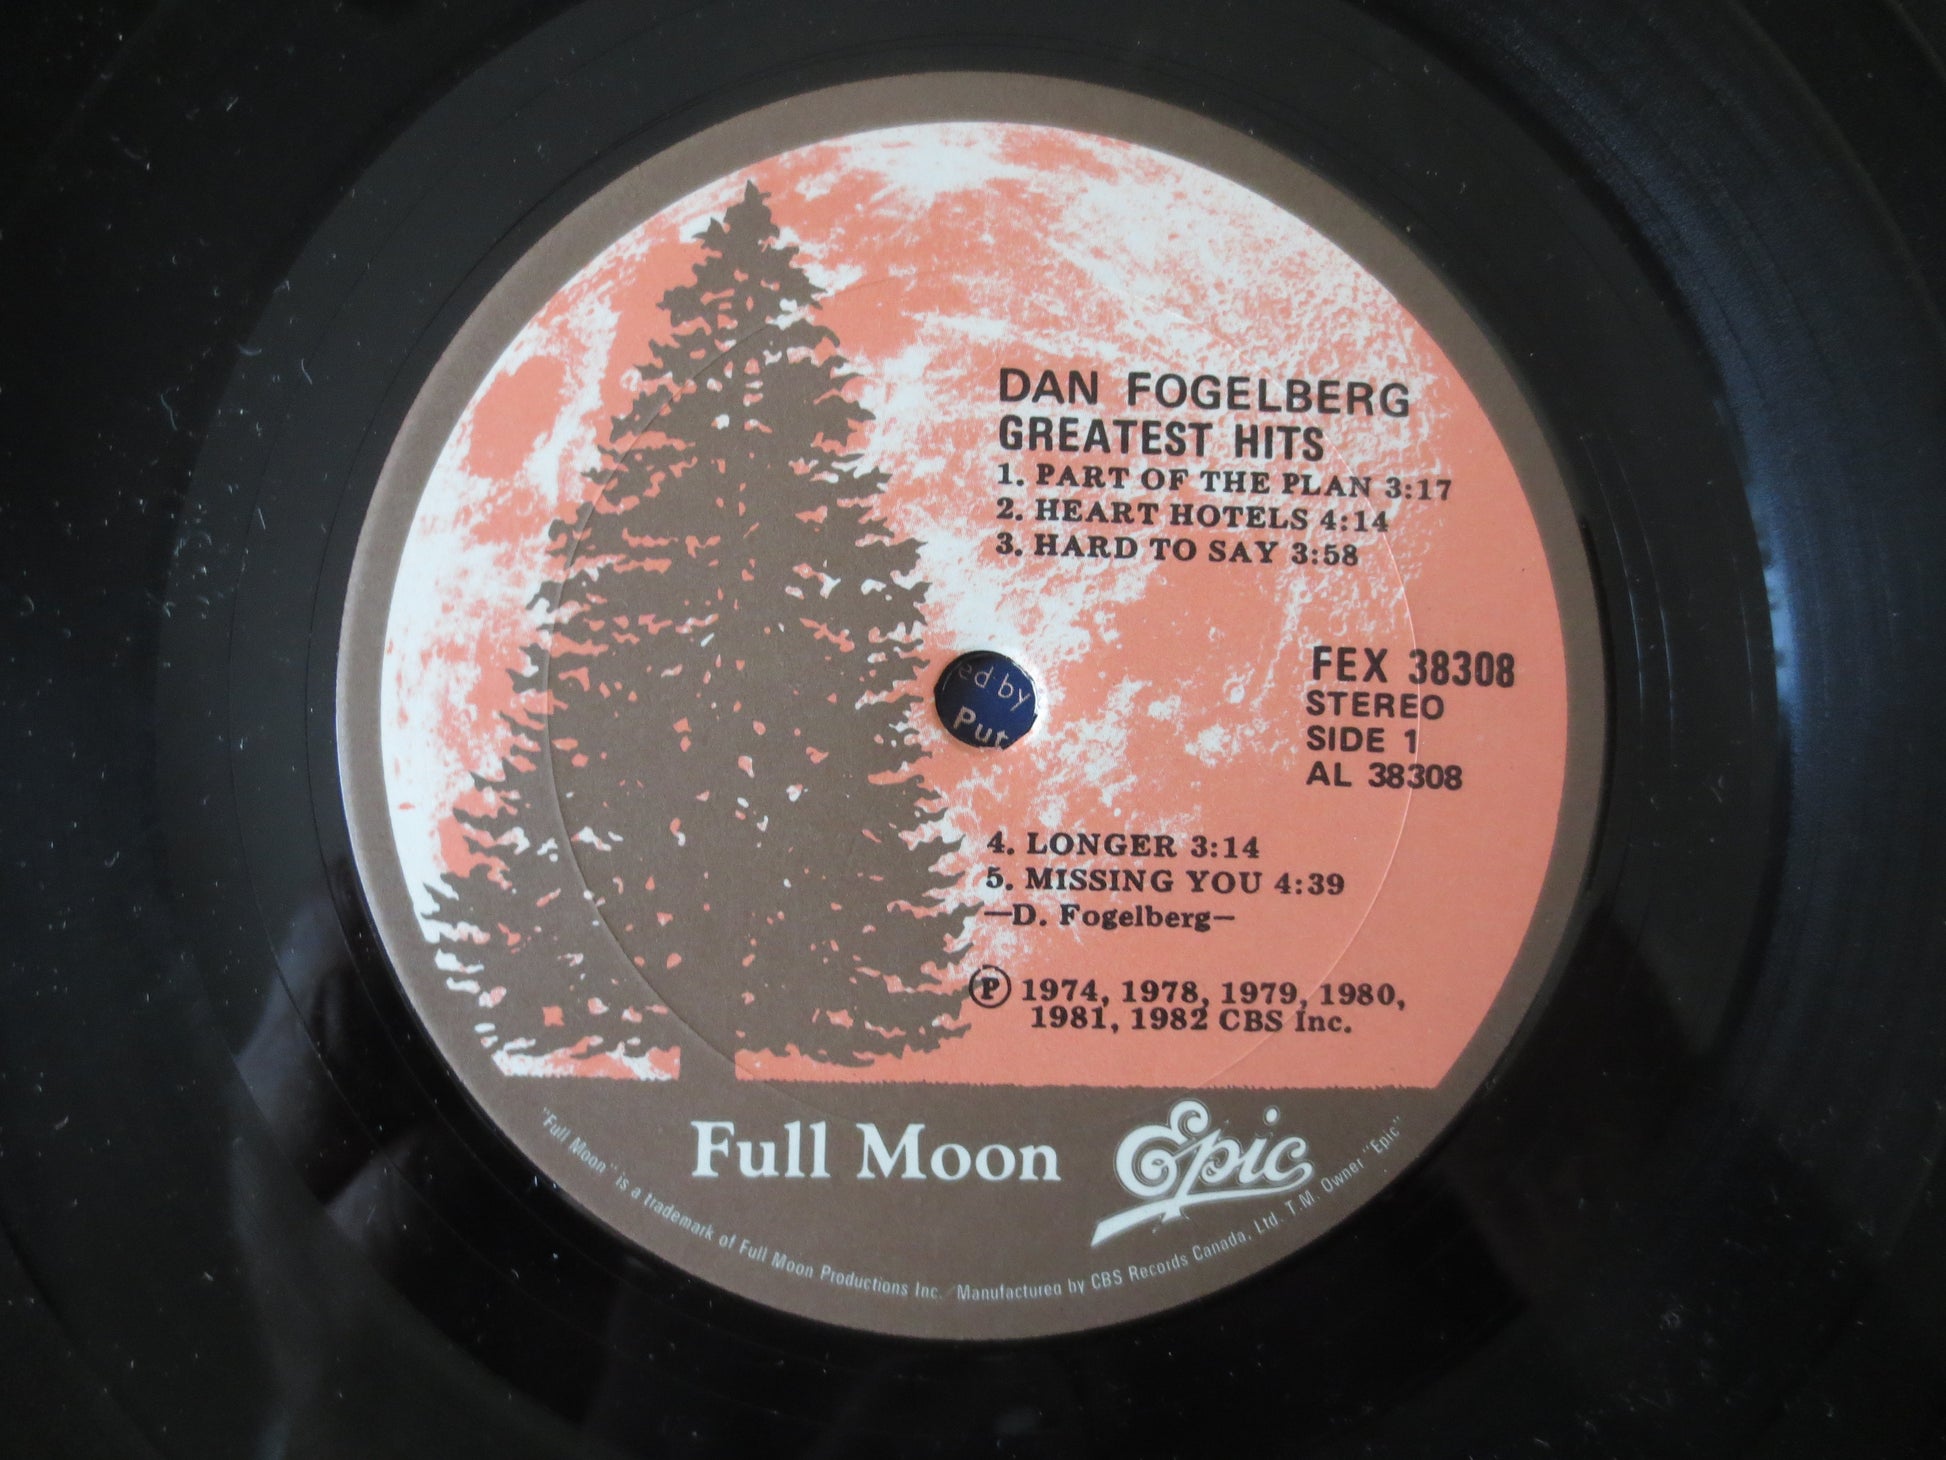 DAN FOGELBERG
GREATEST HITS
1. PART OF THE PLAN 3:17
2. HEART HOTELS 4:14
3. HARD TO SAY 3:58
FEX 38308
STEREO
SIDE 1
AL 38308
ed by
Put
4. LONGER 3:14
5. MISSING YOU 4:39
—D. Fogelberg—
Ⓟ 1974, 1978, 1979, 1980,
1981, 1982 CBS Inc.
Full Moon Epic
"Full Moon" is a trademark of Full Moon Productions Inc. / Manufactured by CBS Records Canada, Ltd. T.M. Owner "Epic"